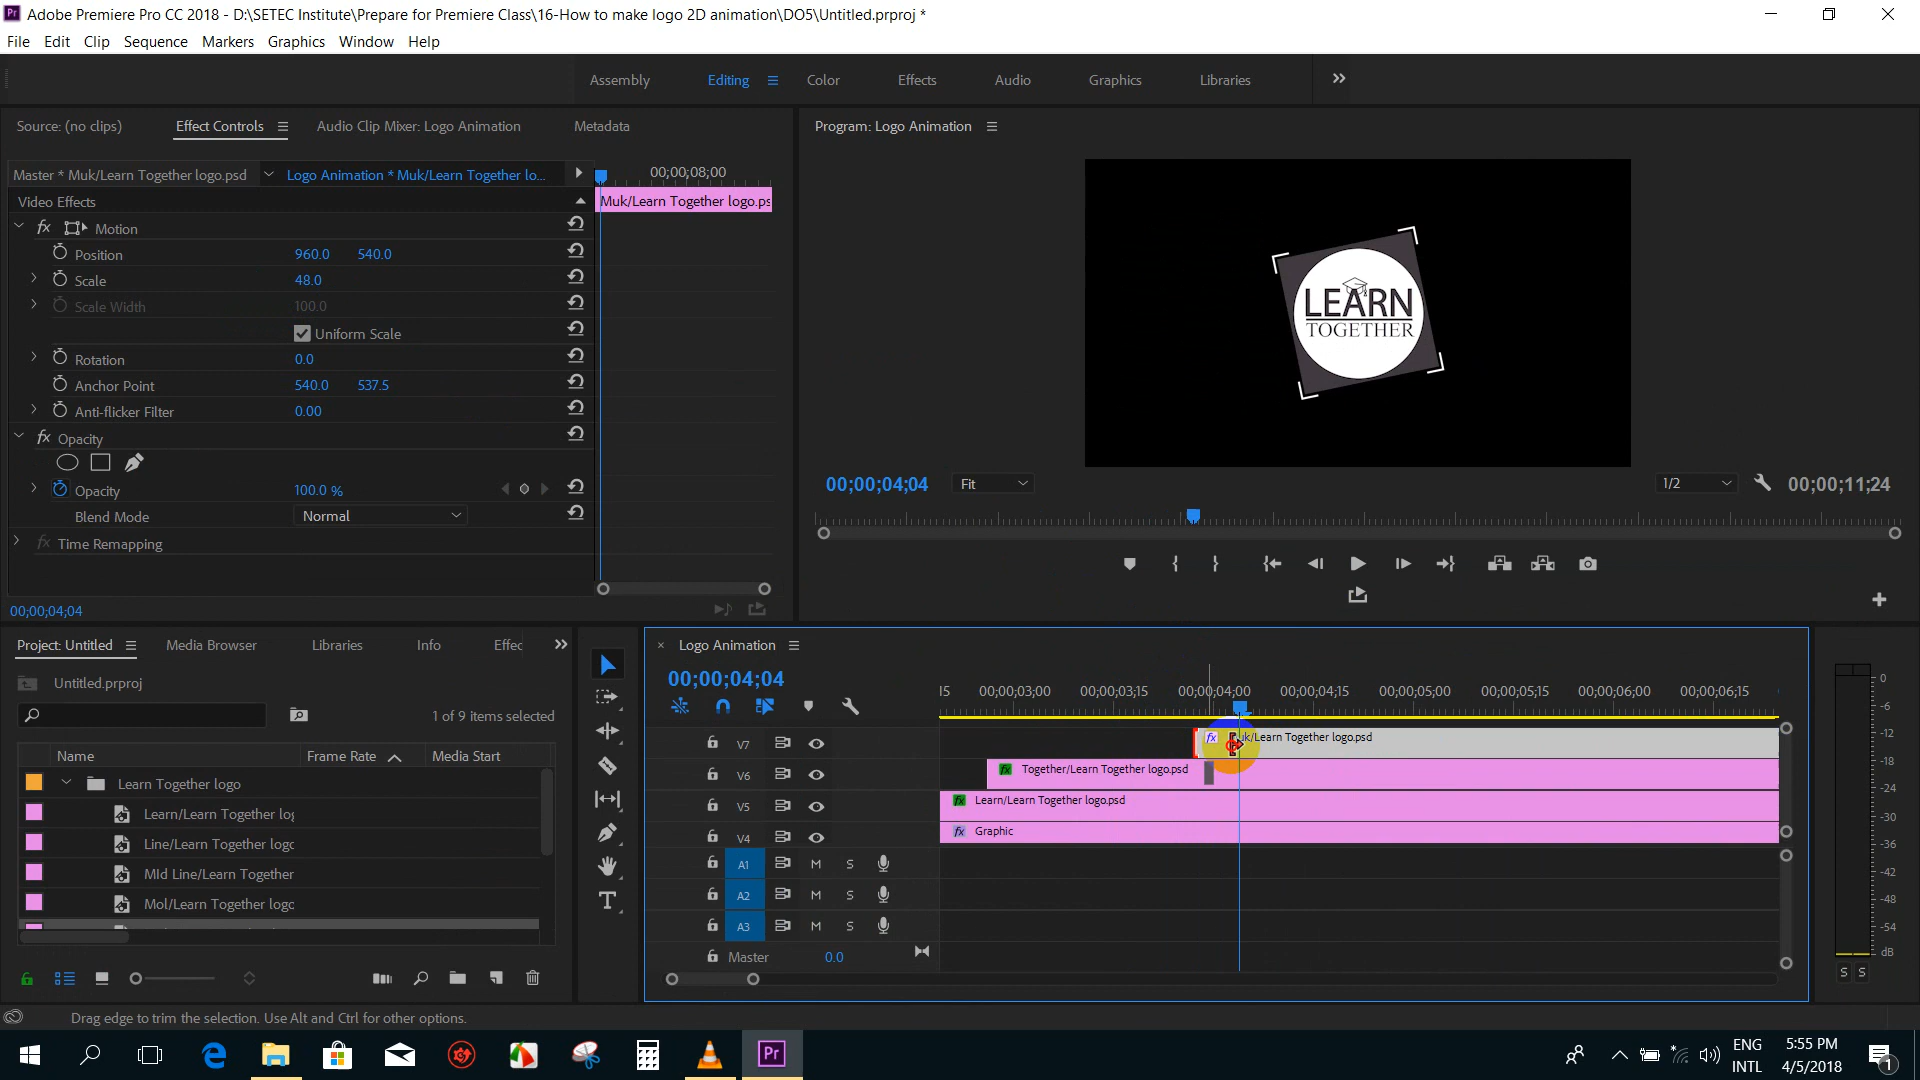 Adobe Premiere Pro CC 2018 - D:\SETEC Institute\Prepare for Premiere Class\16-How to make logo 2D animation\DO5\Untitled.prproj *
File Edit Clip Sequence Markers Graphics Window Help
Assembly Editing Color Effects Audio Graphics Libraries
Source: (no clips) Effect Controls Audio Clip Mixer: Logo Animation Metadata
Program: Logo Animation
Master * Muk/Learn Together logo.psd Logo Animation * Muk/Learn Together lo... 00;00;08;00
Video Effects Muk/Learn Together logo.ps
fx Motion
Position 960.0 540.0
Scale 48.0
Scale Width 100.0
Uniform Scale
Rotation 0.0
Anchor Point 540.0 537.5
Anti-flicker Filter 0.00
fx Opacity
Opacity 100.0 %
Blend Mode Normal
fx Time Remapping
00;00;04;04
LEARN
TOGETHER
00;00;04;04 Fit 1/2 00;00;11;24
Project: Untitled Media Browser Libraries Info Effec
Untitled.prproj
1 of 9 items selected
Name Frame Rate Media Start
Learn Together logo
Learn/Learn Together log
Line/Learn Together logo
MId Line/Learn Together
Mol/Learn Together logo
Logo Animation
00;00;04;04
15 00;00;03;00 00;00;03;15 00;00;04;00 00;00;04;15 00;00;05;00 00;00;05;15 00;00;06;00 00;00;06;15
V7 fx uk/Learn Together logo.psd
V6 fx Together/Learn Together logo.psd
V5 fx Learn/Learn Together logo.psd
V4 fx Graphic
A1 M S
A2 M S
A3 M S
Master 0.0
0
-6
-12
-18
-24
-30
-36
-42
-48
-54
dB
S S
Drag edge to trim the selection. Use Alt and Ctrl for other options.
Pr
ENG
INTL
5:55 PM
4/5/2018
1